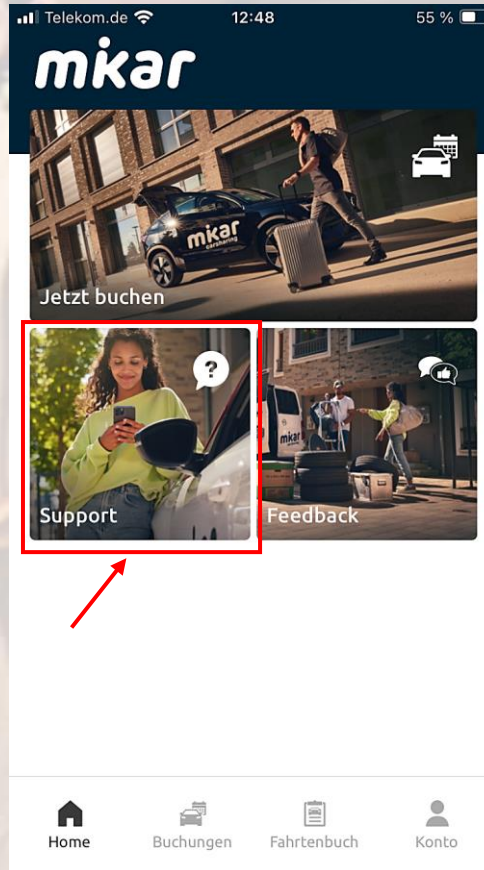 Telekom.de 12:48 55 %
mikar
mikar
carsharing
Jetzt buchen
?
mikar
Support
Feedback
Home Buchungen Fahrtenbuch Konto